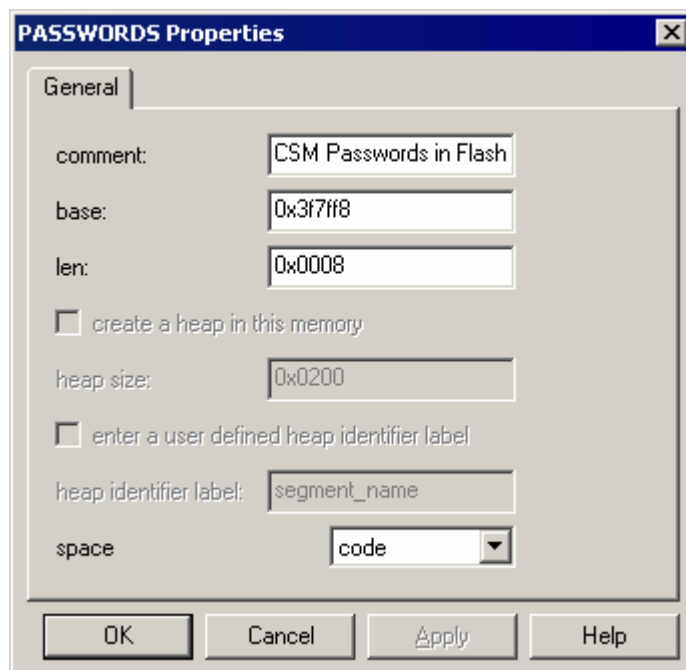 PASSWORDS Properties
General
comment: CSM Passwords in Flash
base: 0x3f7ff8
len: 0x0008
create a heap in this memory
heap size: 0x0200
enter a user defined heap identifier label
heap identifier label: segment_name
space code
OK Cancel Apply Help